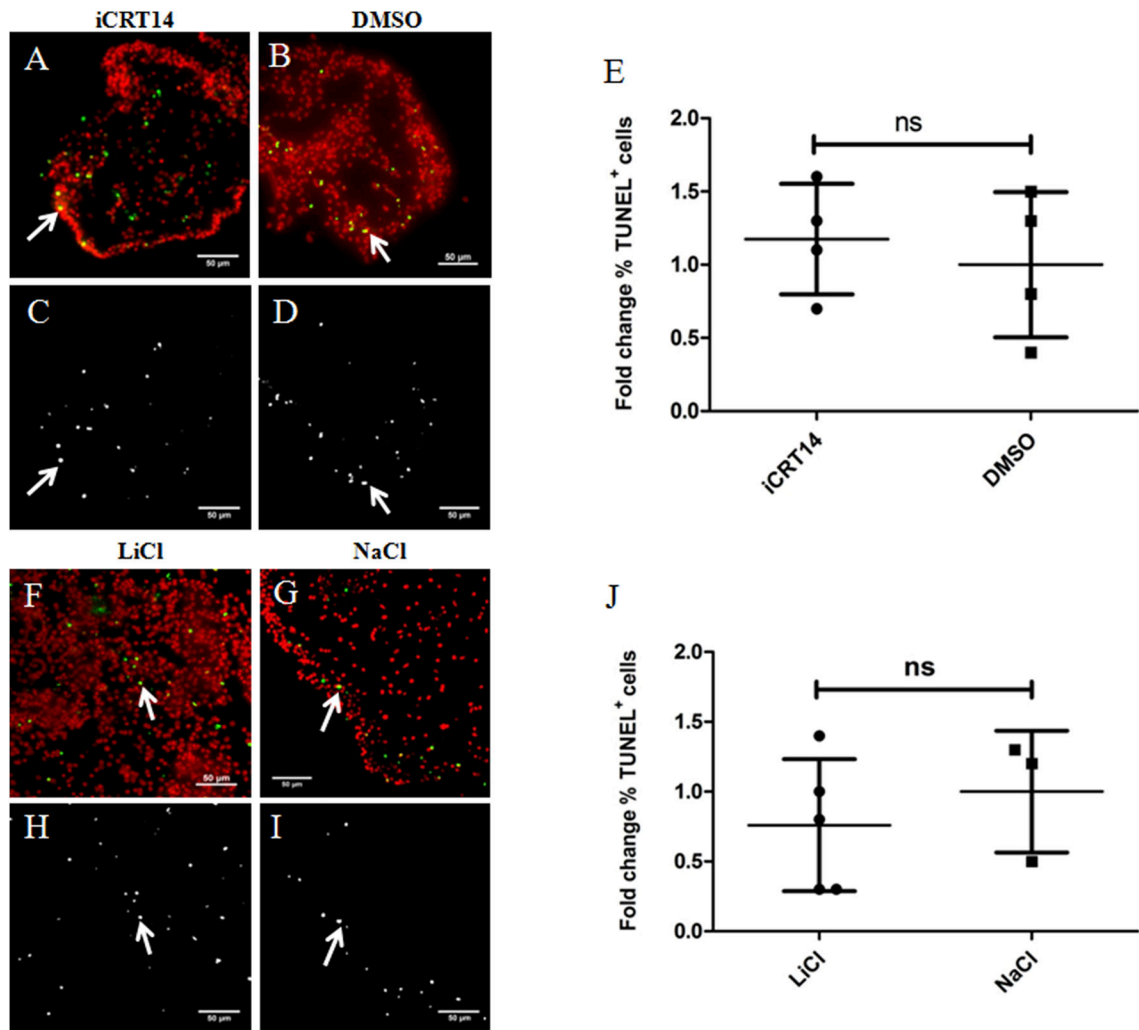 iCRT14
DMSO
A
B
50 µm
50 µm
C
D
50 µm
50 µm
E
ns
Fold change % TUNEL⁺ cells
2.0
1.5
1.0
0.5
0.0
iCRT14
DMSO
LiCl
NaCl
F
G
50 µm
50 µm
H
I
50 µm
50 µm
J
ns
Fold change % TUNEL⁺ cells
2.0
1.5
1.0
0.5
0.0
LiCl
NaCl